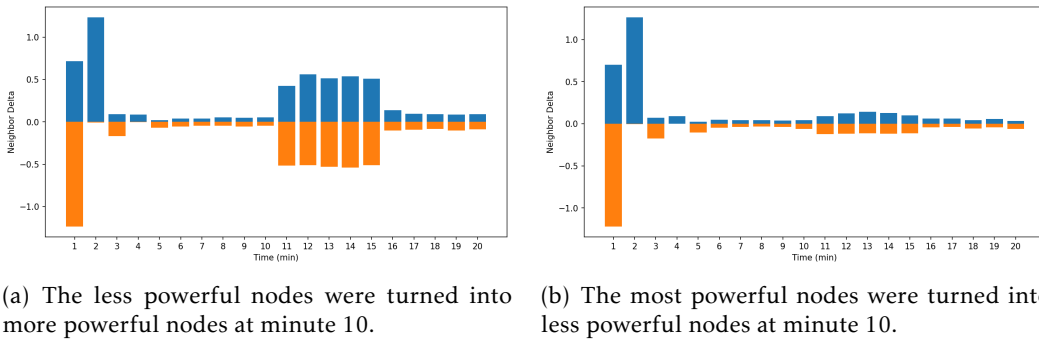 1.0
0.5
0.0
−0.5
−1.0
Neighbor Delta
1 2 3 4 5 6 7 8 9 10 11 12 13 14 15 16 17 18 19 20
Time (min)
1.0
0.5
0.0
−0.5
−1.0
Neighbor Delta
1 2 3 4 5 6 7 8 9 10 11 12 13 14 15 16 17 18 19 20
Time (min)
(a) The less powerful nodes were turned into
more powerful nodes at minute 10.
(b) The most powerful nodes were turned int
less powerful nodes at minute 10.